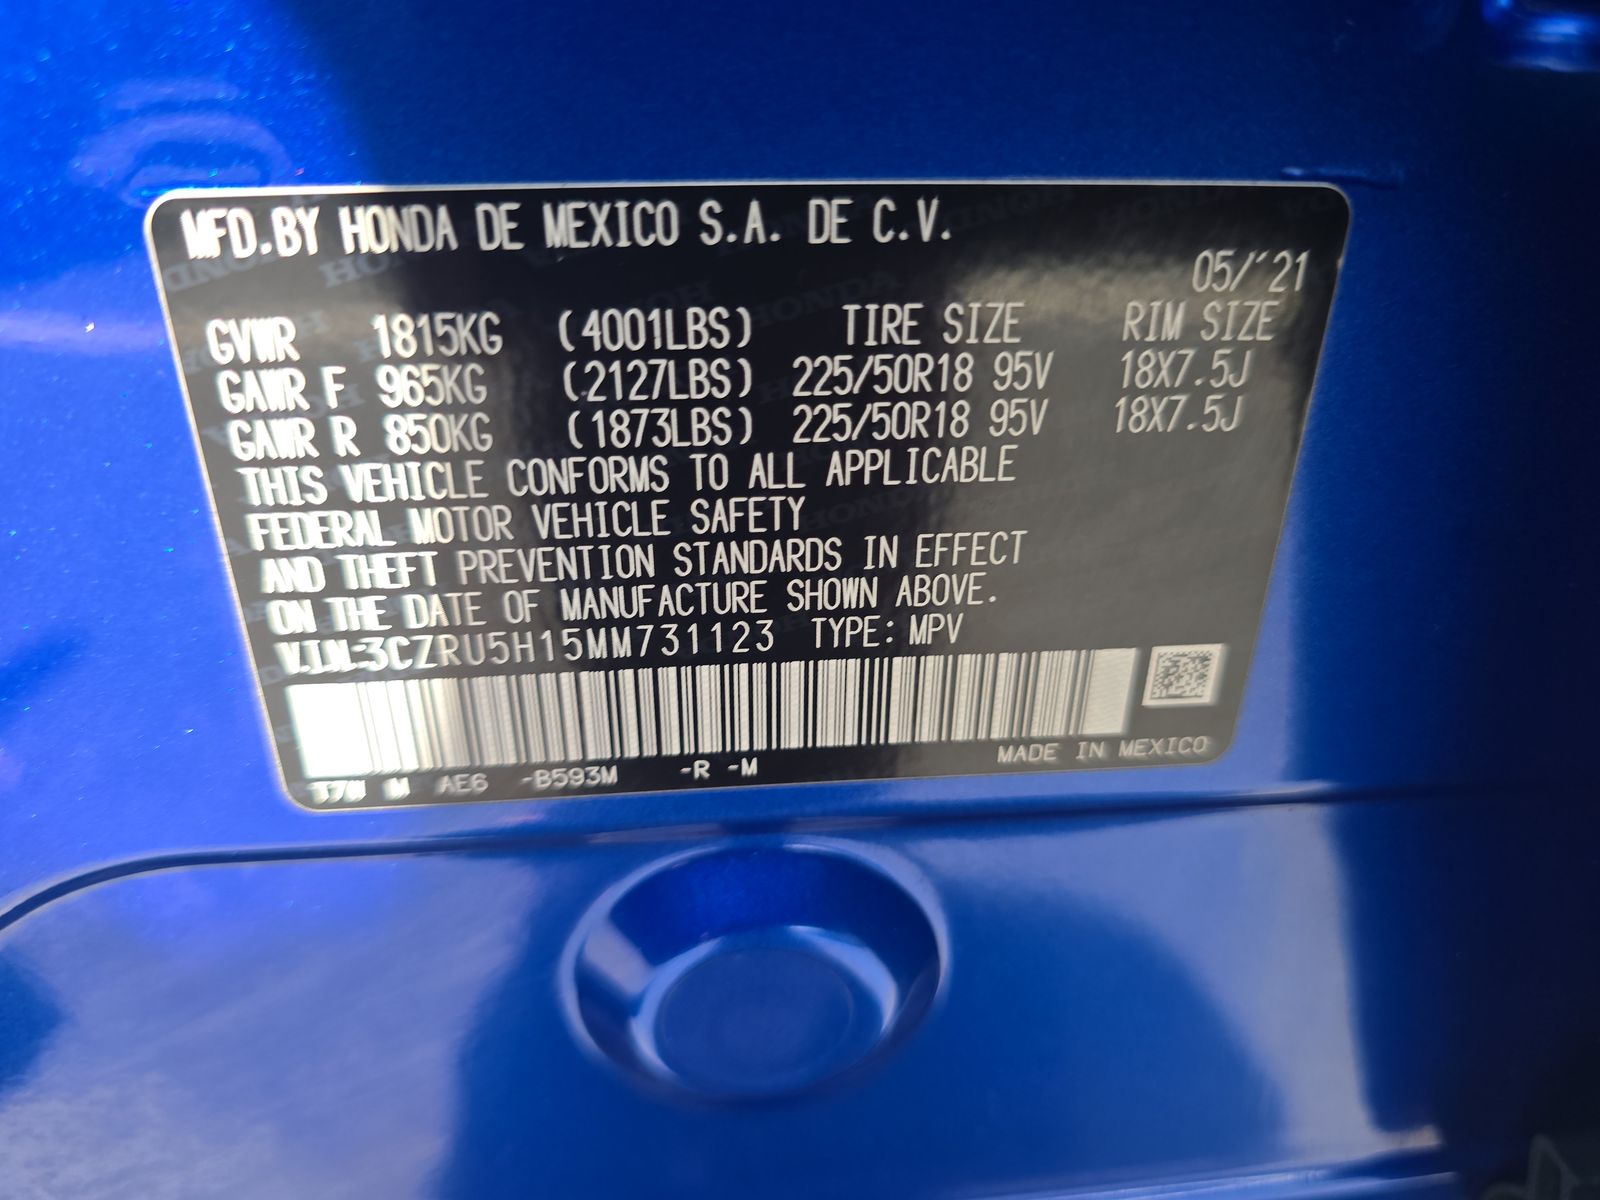 MFD.BY HONDA DE MEXICO S.A. DE C.V.
05/'21
GVWR 1815KG (4001LBS) TIRE SIZE RIM SIZE
GAWR F 965KG (2127LBS) 225/50R18 95V 18X7.5J
GAWR R 850KG (1873LBS) 225/50R18 95V 18X7.5J
THIS VEHICLE CONFORMS TO ALL APPLICABLE
FEDERAL MOTOR VEHICLE SAFETY
AND THEFT PREVENTION STANDARDS IN EFFECT
ON THE DATE OF MANUFACTURE SHOWN ABOVE.
V.I.N:3CZRU5H15MM731123 TYPE: MPV
M AE6 -B593M -R -M MADE IN MEXICO